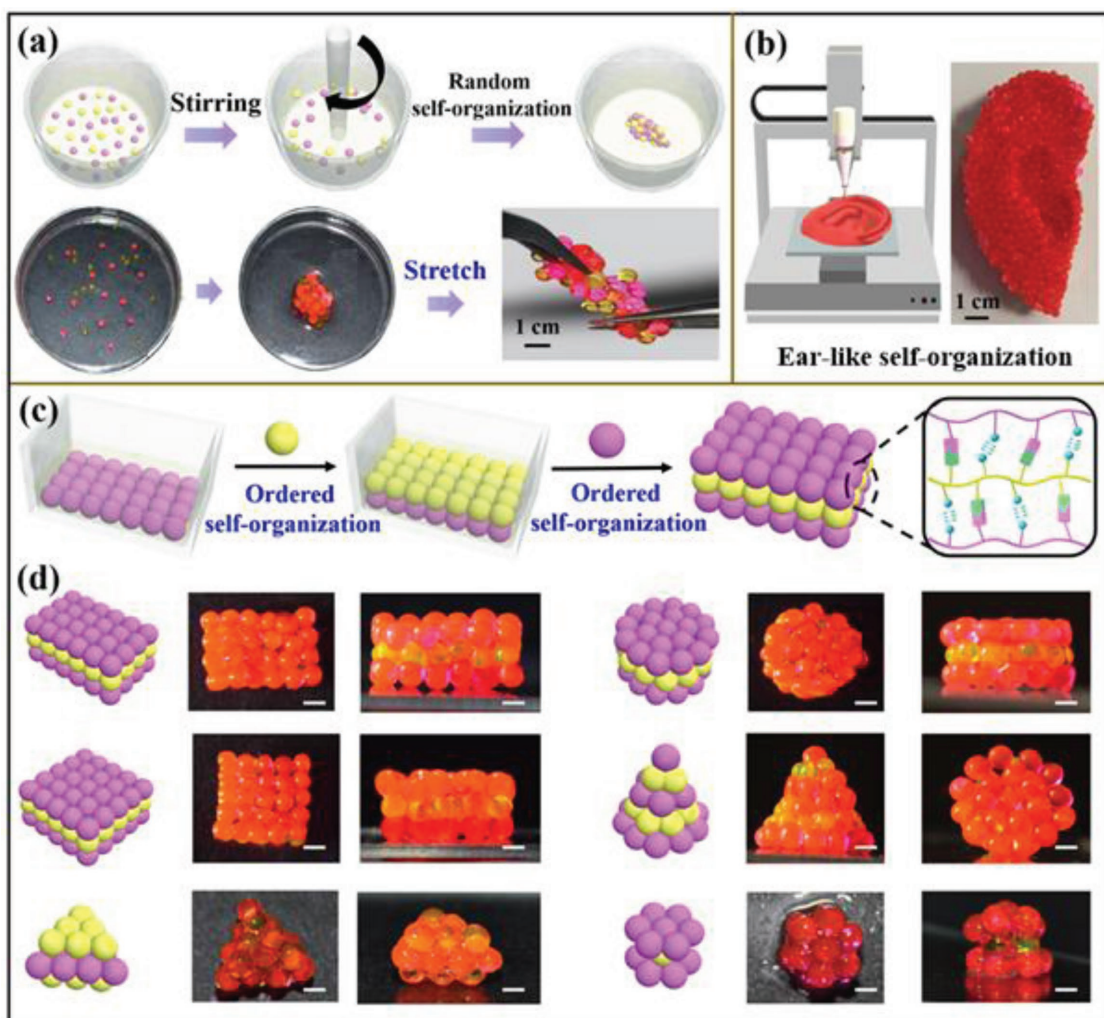 (a)
Stirring
Random
self-organization
Stretch
1 cm
(b)
1 cm
Ear-like self-organization
(c)
Ordered
self-organization
Ordered
self-organization
(d)